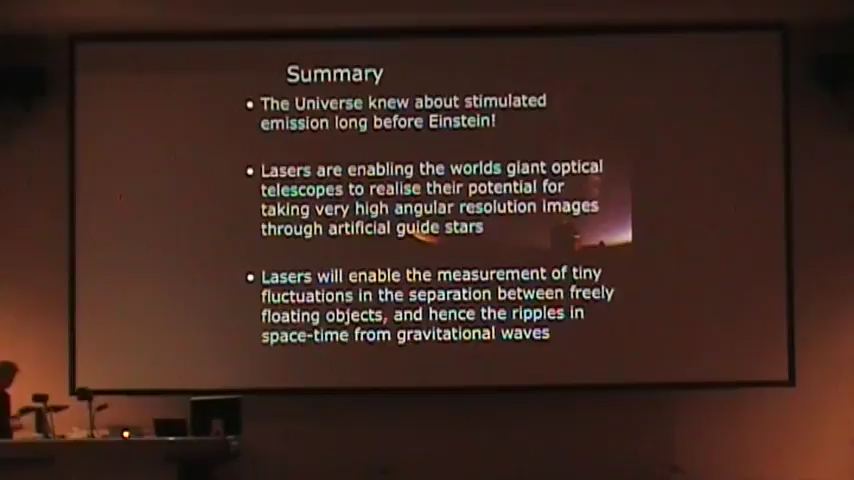 Summary
• The Universe knew about stimulated
emission long before Einstein!
• Lasers are enabling the worlds giant optical
telescopes to realise their potential for
taking very high angular resolution images
through artificial guide stars
• Lasers will enable the measurement of tiny
fluctuations in the separation between freely
floating objects, and hence the ripples in
space-time from gravitational waves